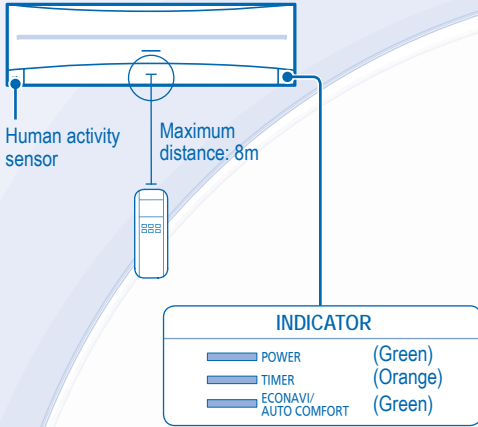 Human activity
sensor
Maximum
distance: 8m
INDICATOR
POWER (Green)
TIMER (Orange)
ECONAVI/
AUTO COMFORT (Green)